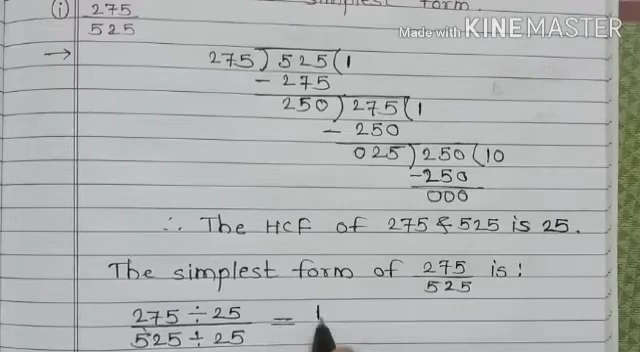 simplest form.
(i) 275
525
Made with KINEMASTER
→ 275 ) 525 ( 1
- 275
250 ) 275 ( 1
- 250
025 ) 250 ( 10
-250
000
∴ The HCF of 275 & 525 is 25.
The simplest form of 275/525 is :
275 ÷ 25 = 1
525 ÷ 25